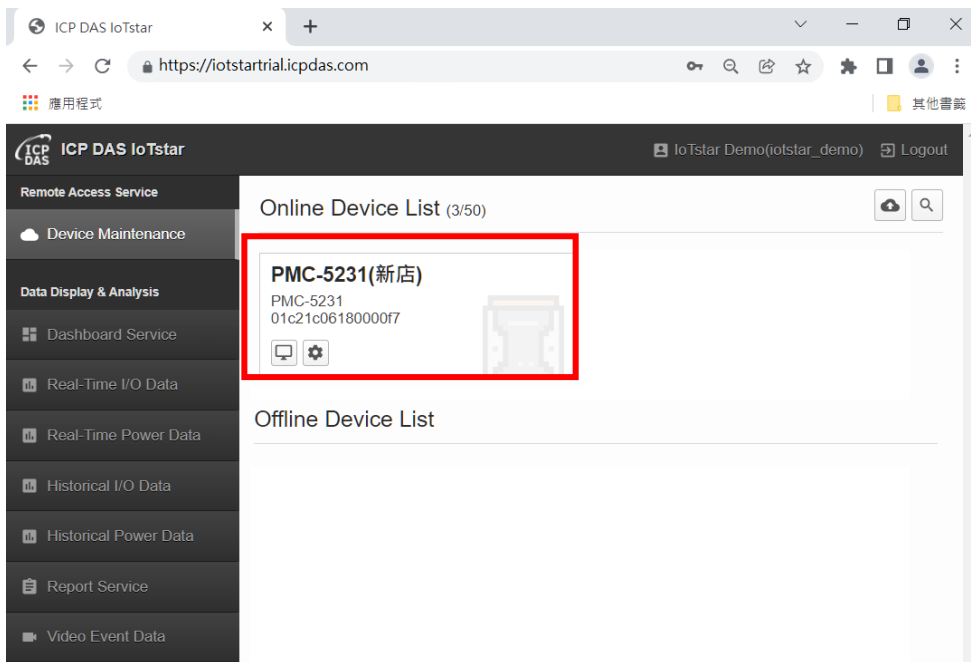 ICP DAS IoTstar
https://iotstartrial.icpdas.com
應用程式
其他書籤
ICP DAS
ICP DAS IoTstar
IoTstar Demo(iotstar_demo)
Logout
Remote Access Service
Device Maintenance
Data Display & Analysis
Dashboard Service
Real-Time I/O Data
Real-Time Power Data
Historical I/O Data
Historical Power Data
Report Service
Video Event Data
Online Device List (3/50)
PMC-5231(新店)
PMC-5231
01c21c06180000f7
Offline Device List